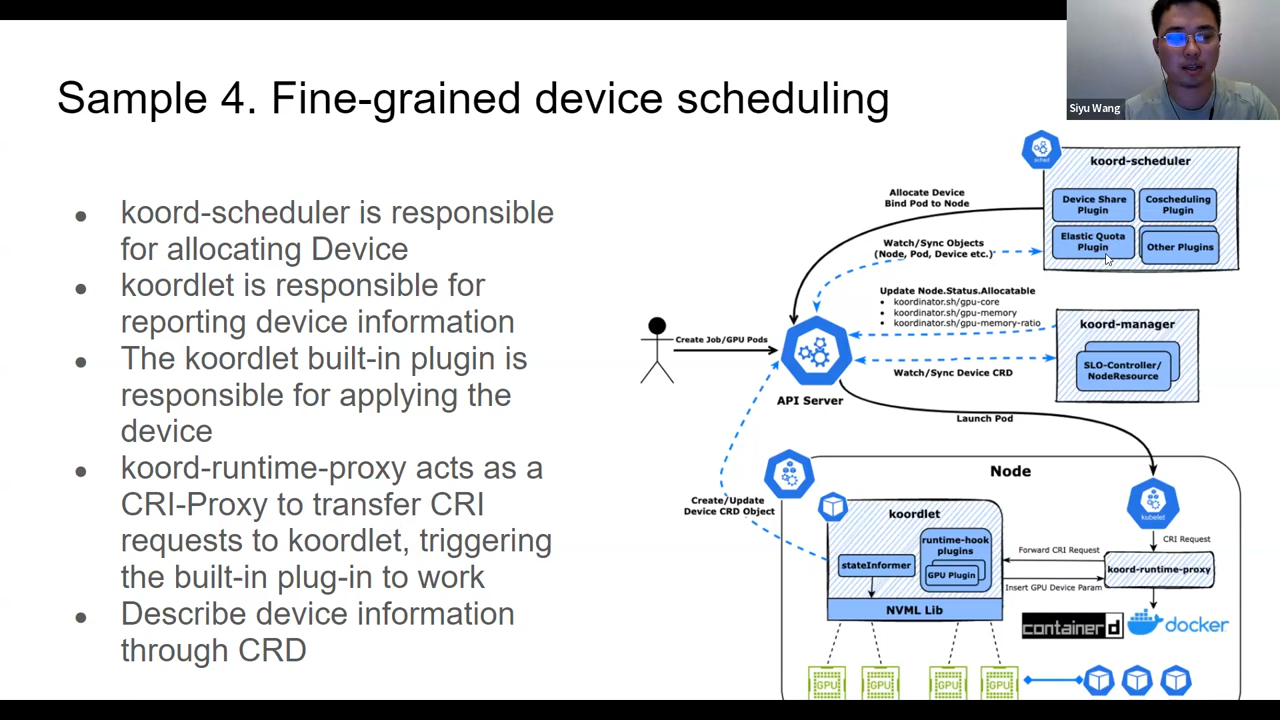 Siyu Wang
Sample 4. Fine-grained device scheduling
● koord-scheduler is responsible
for allocating Device
● koordlet is responsible for
reporting device information
● The koordlet built-in plugin is
responsible for applying the
device
● koord-runtime-proxy acts as a
CRI-Proxy to transfer CRI
requests to koordlet, triggering
the built-in plug-in to work
● Describe device information
through CRD
sched
koord-scheduler
Device Share
Plugin
Coscheduling
Plugin
Elastic Quota
Plugin
Other Plugins
Allocate Device
Bind Pod to Node
Watch/Sync Objects
(Node, Pod, Device etc.)
Update Node.Status.Allocatable
• koordinator.sh/gpu-core
• koordinator.sh/gpu-memory
• koordinator.sh/gpu-memory-ratio
koord-manager
SLO-Controller/
NodeResource
Create Job/GPU Pods
API Server
Watch/Sync Device CRD
Launch Pod
Node
Create/Update
Device CRD Object
koordlet
runtime-hook
plugins
GPU Plugin
stateInformer
NVML Lib
kubelet
CRI Request
Forward CRI Request
Insert GPU Device Param
koord-runtime-proxy
containerd
docker
GPU
GPU
GPU
GPU